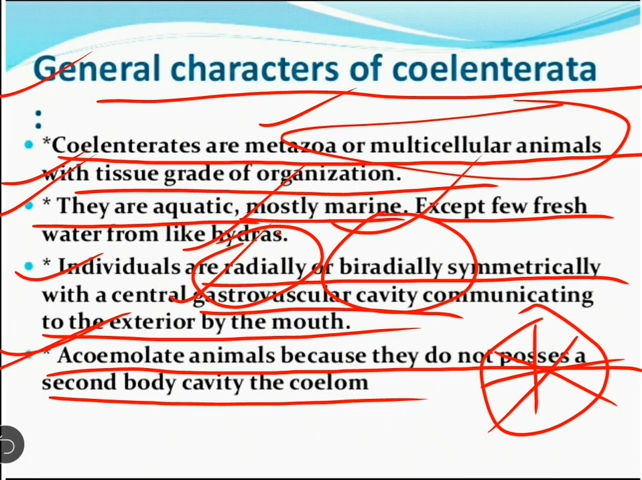 General characters of coelenterata
:
*Coelenterates are metazoa or multicellular animals
with tissue grade of organization.
* They are aquatic, mostly marine. Except few fresh
water from like hydras.
* Individuals are radially or biradially symmetrically
with a central gastrovuscular cavity communicating
to the exterior by the mouth.
* Acoemolate animals because they do not posses a
second body cavity the coelom